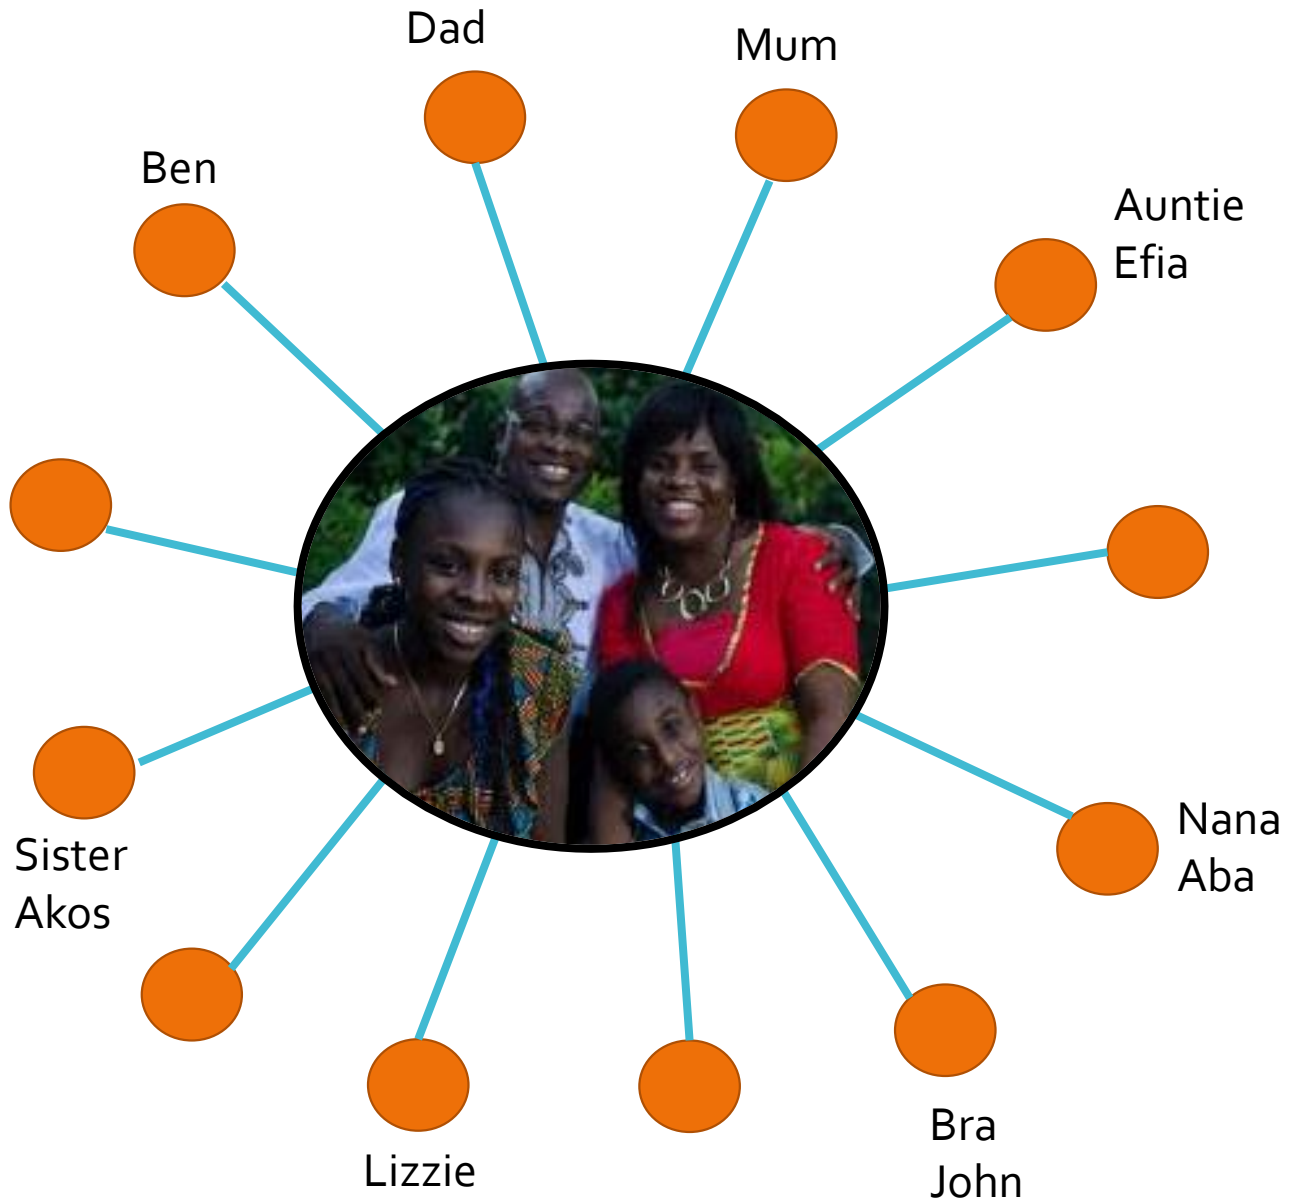 Dad
Mum
Ben
Auntie
Efia
Nana
Aba
Sister
Akos
Bra
John
Lizzie